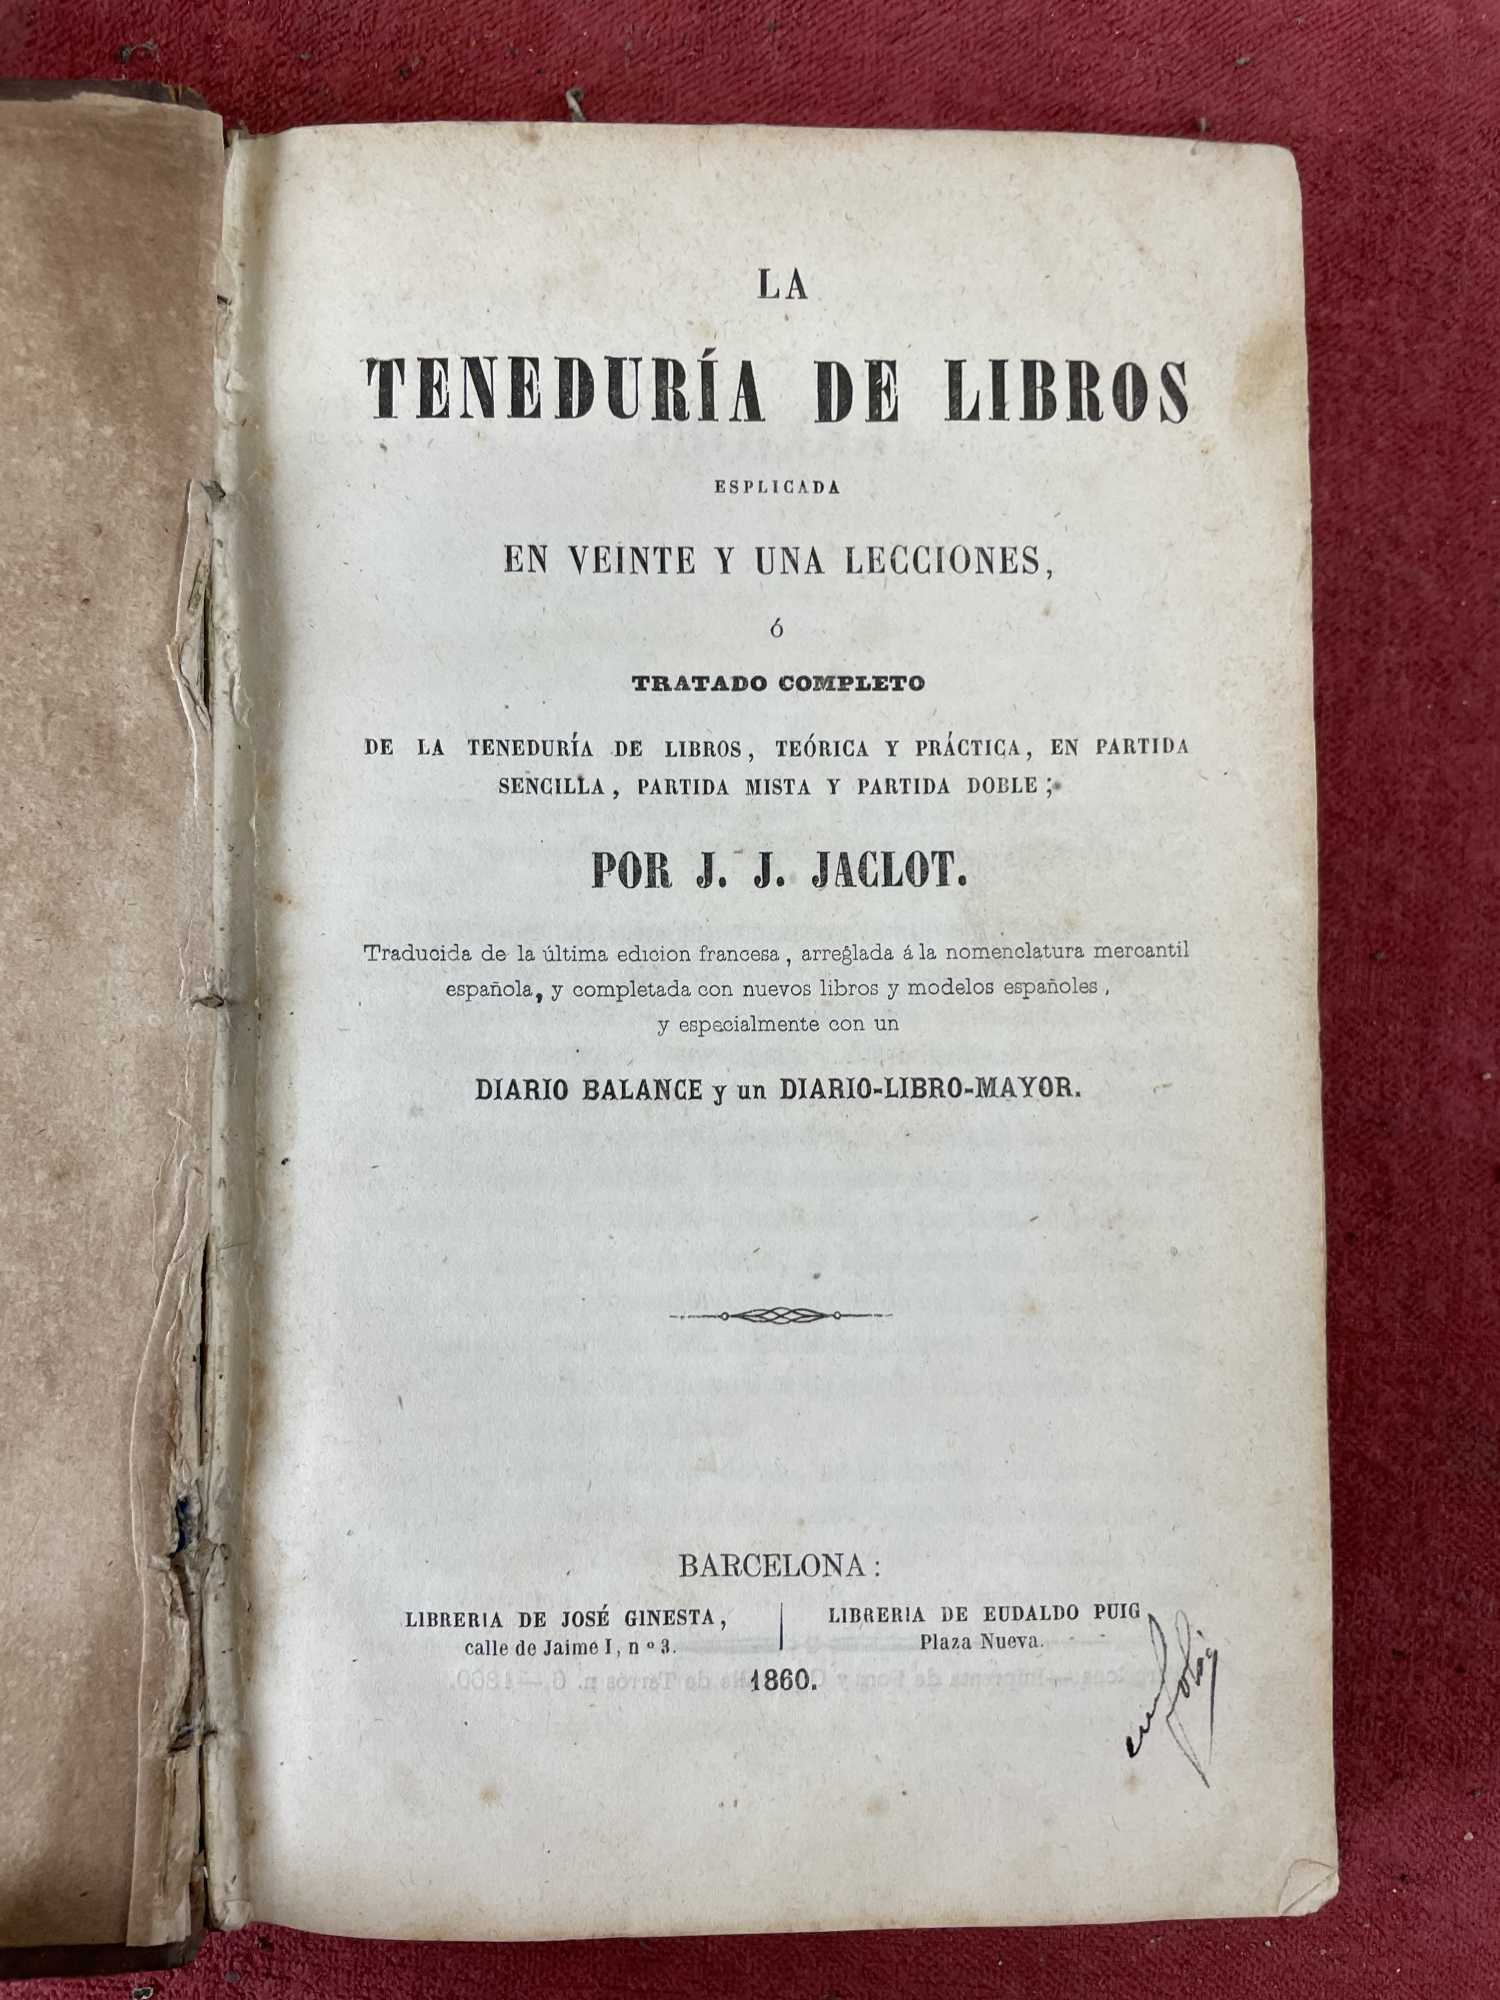 LA
TENEDURÍA DE LIBROS
ESPLICADA
EN VEINTE Y UNA LECCIONES,
ó
TRATADO COMPLETO
DE LA TENEDURÍA DE LIBROS, TEÓRICA Y PRÁCTICA, EN PARTIDA
SENCILLA, PARTIDA MISTA Y PARTIDA DOBLE;
POR J. J. JACLOT.
Traducida de la última edicion francesa, arreglada á la nomenclatura mercantil
española, y completada con nuevos libros y modelos españoles,
y especialmente con un
DIARIO BALANCE y un DIARIO-LIBRO-MAYOR.
BARCELONA:
LIBRERIA DE JOSÉ GINESTA,
calle de Jaime I, nº 3.
LIBRERIA DE EUDALDO PUIG
Plaza Nueva.
1860.